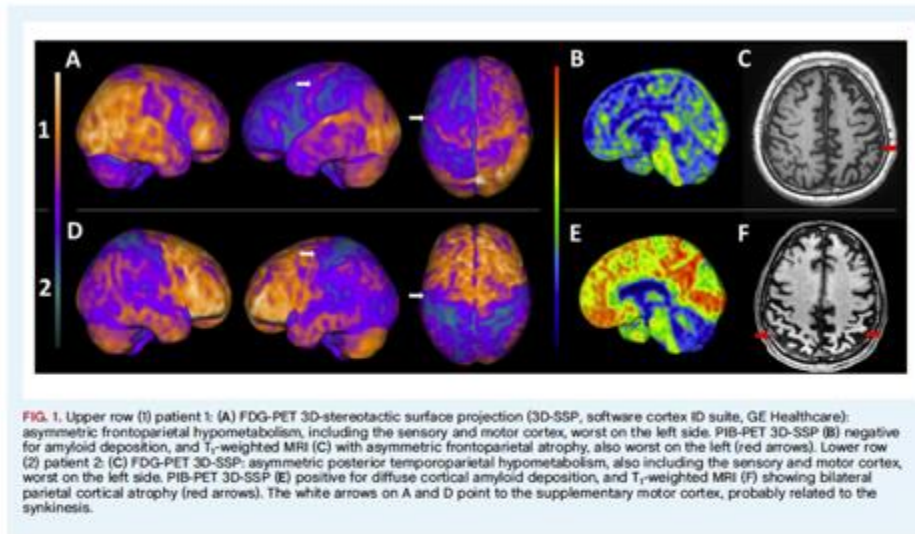 A
B
C
1
D
E
F
2
FIG. 1. Upper row (1) patient 1: (A) FDG-PET 3D-stereotactic surface projection (3D-SSP, software cortex ID suite, GE Healthcare):
asymmetric frontoparietal hypometabolism, including the sensory and motor cortex, worst on the left side. PIB-PET 3D-SSP (B) negative
for amyloid deposition, and T₁-weighted MRI (C) with asymmetric frontoparietal atrophy, also worst on the left (red arrows). Lower row
(2) patient 2: (C) FDG-PET 3D-SSP: asymmetric posterior temporoparietal hypometabolism, also including the sensory and motor cortex,
worst on the left side. PIB-PET 3D-SSP (E) positive for diffuse cortical amyloid deposition, and T₁-weighted MRI (F) showing bilateral
parietal cortical atrophy (red arrows). The white arrows on A and D point to the supplementary motor cortex, probably related to the
synkinesis.